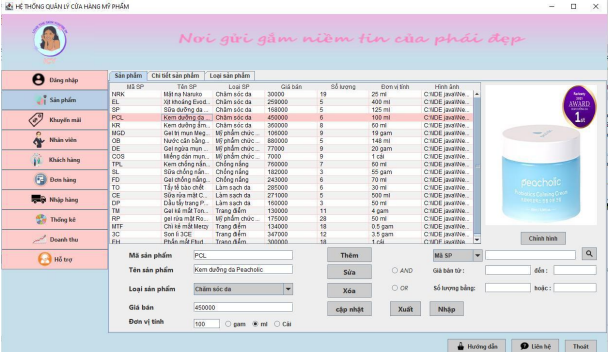 HỆ THỐNG QUẢN LÝ CỬA HÀNG MỸ PHẨM
Nơi gửi gắm niềm tin của phái đẹp
Đăng nhập
Sản phẩm
Khuyến mãi
Nhân viên
Khách hàng
Đơn hàng
Nhập hàng
Thống kê
Doanh thu
Hỗ trợ
Sản phẩm Chi tiết sản phẩm Loại sản phẩm
Mã SP Tên SP Loại SP Giá bán Số lượng Đơn vị tính Hình ảnh
NRK Mặt nạ Naruko Chăm sóc da 30000 19 25 ml C:\IDE java\Ne...
EL Xịt khoáng Evod... Chăm sóc da 259000 5 400 ml C:\IDE java\Ne...
SP Sữa dưỡng da ... Chăm sóc da 168000 5 125 ml C:\IDE java\Ne...
PCL Kem dưỡng da ... Chăm sóc da 450000 6 100 ml C:\IDE java\Ne...
KR Kem dưỡng ẩm... Chăm sóc da 360000 8 60 ml C:\IDE java\Ne...
MGD Gel trị mụn Meg... Mỹ phẩm chức ... 106000 9 19 gam C:\IDE java\Ne...
OB Nước cân bằng... Mỹ phẩm chức ... 880000 5 148 ml C:\IDE java\Ne...
DE Gel ngừa mụn ... Mỹ phẩm chức ... 77000 9 20 gam C:\IDE java\Ne...
COS Miếng dán mụn... Mỹ phẩm chức ... 7000 9 1 cái C:\IDE java\Ne...
TPL Kem chống nắn... Chống nắng 760000 7 60 ml C:\IDE java\Ne...
SL Sữa chống nắn... Chống nắng 182000 3 55 gam C:\IDE java\Ne...
FD Gel chống nắng... Chống nắng 243000 6 70 ml C:\IDE java\Ne...
TO Tẩy tế bào chết Làm sạch da 285000 6 30 ml C:\IDE java\Ne...
CE Sữa rửa mặt C... Làm sạch da 271000 5 500 ml C:\IDE java\Ne...
DP Dầu tẩy trang P... Làm sạch da 160000 3 50 ml C:\IDE java\Ne...
TM Gel kẻ mắt Ton... Trang điểm 130000 11 4 gam C:\IDE java\Ne...
RP gel rửa mặt Ro... Mỹ phẩm chức ... 175000 28 50 ml C:\IDE java\Ne...
MTF Chì kẻ mắt Mercy Trang điểm 134000 18 0.5 gam C:\IDE java\Ne...
3C Son lì 3CE Trang điểm 347000 12 3.5 gam C:\IDE java\Ne...
EH Phấn mắt Etud... Trang điểm 300000 18 1 cái C:\IDE java\Ne...
AWARD
1st
peacholic
Chỉnh hình
Mã sản phẩm PCL
Tên sản phẩm Kem dưỡng da Peacholic
Loại sản phẩm Chăm sóc da
Giá bán 450000
Đơn vị tính 100 gam ml Cái
Thêm
Sửa
Xóa
cập nhật
AND
OR
Xuất Nhập
Mã SP
Giá bán từ : đến :
Số lượng bằng: hoặc :
Hướng dẫn Liên hệ Thoát